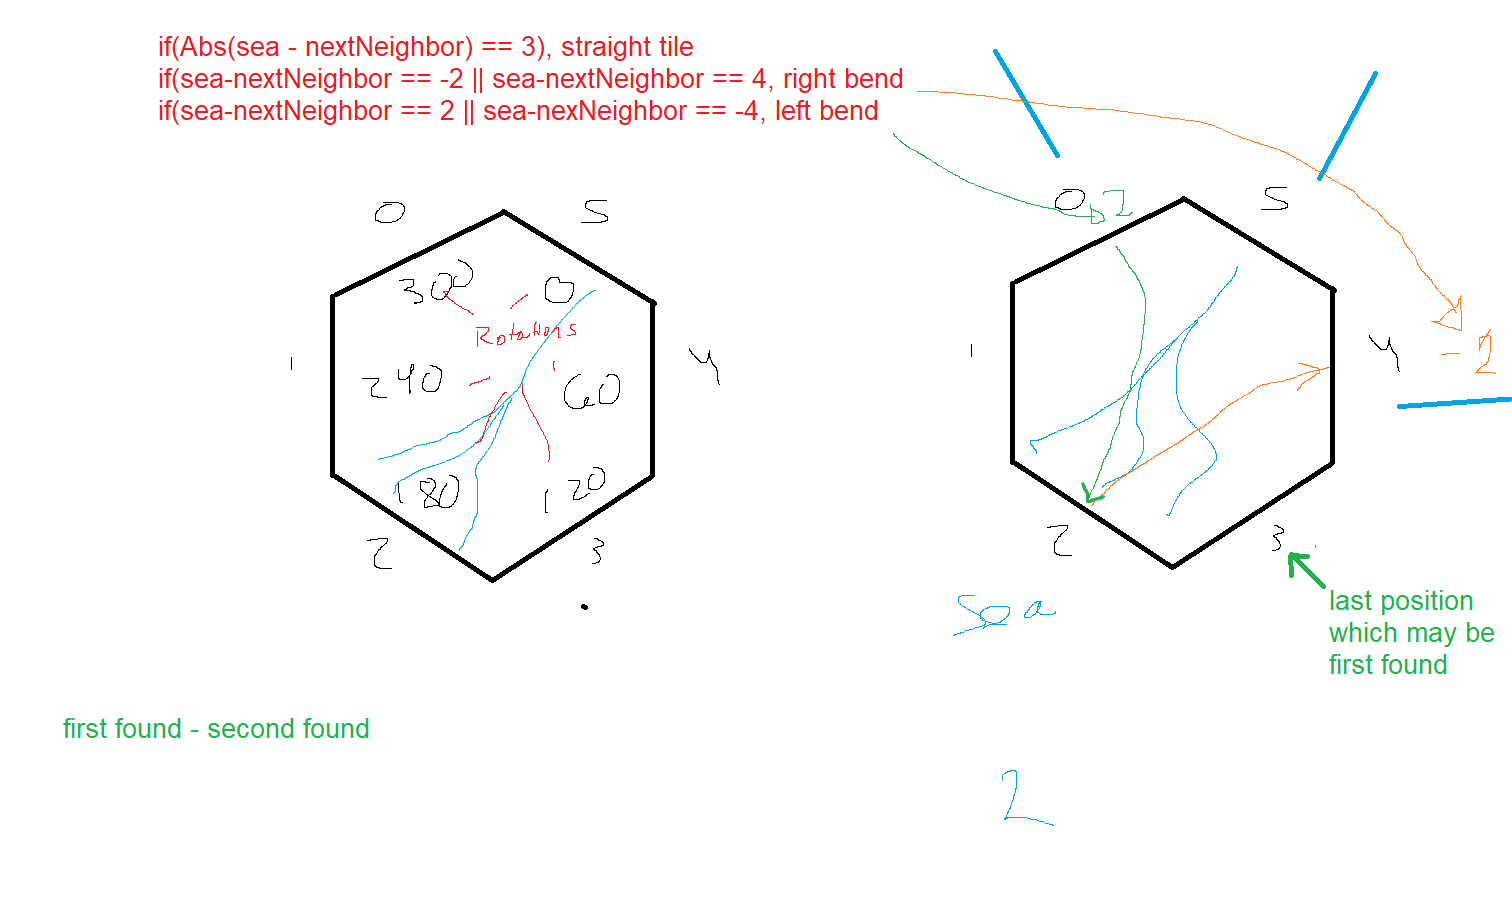 if(Abs(sea - nextNeighbor) == 3), straight tile
if(sea-nextNeighbor == -2 || sea-nextNeighbor == 4, right bend
if(sea-nextNeighbor == 2 || sea-nexNeighbor == -4, left bend
0
5
300
0
Rotations
1
240
60
4
180
120
2
3
0
2
5
1
4
-2
2
3
Sea
last position
which may be
first found
first found - second found
2